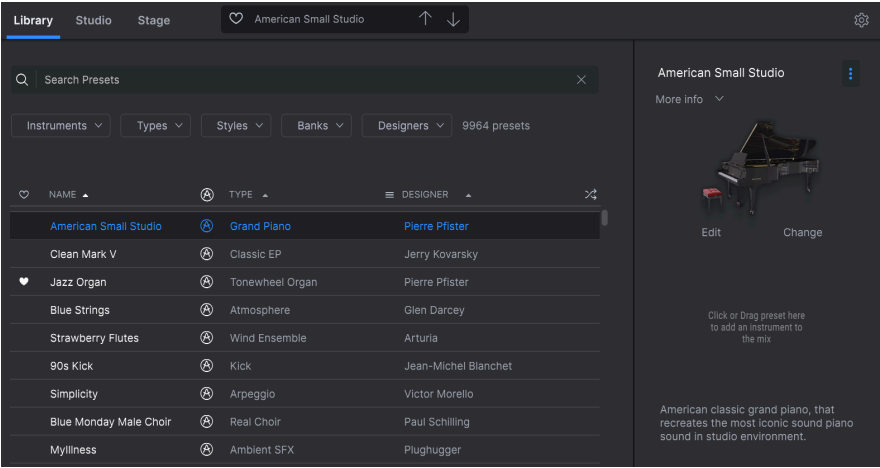 Library Studio Stage American Small Studio
Search Presets
Instruments Types Styles Banks Designers 9964 presets
NAME TYPE DESIGNER
American Small Studio Grand Piano Pierre Pfister
Clean Mark V Classic EP Jerry Kovarsky
Jazz Organ Tonewheel Organ Pierre Pfister
Blue Strings Atmosphere Glen Darcey
Strawberry Flutes Wind Ensemble Arturia
90s Kick Kick Jean-Michel Blanchet
Simplicity Arpeggio Victor Morello
Blue Monday Male Choir Real Choir Paul Schilling
MyIllness Ambient SFX Plughugger
American Small Studio
More info
Edit Change
Click or Drag preset here
to add an instrument to
the mix
American classic grand piano, that
recreates the most iconic sound piano
sound in studio environment.